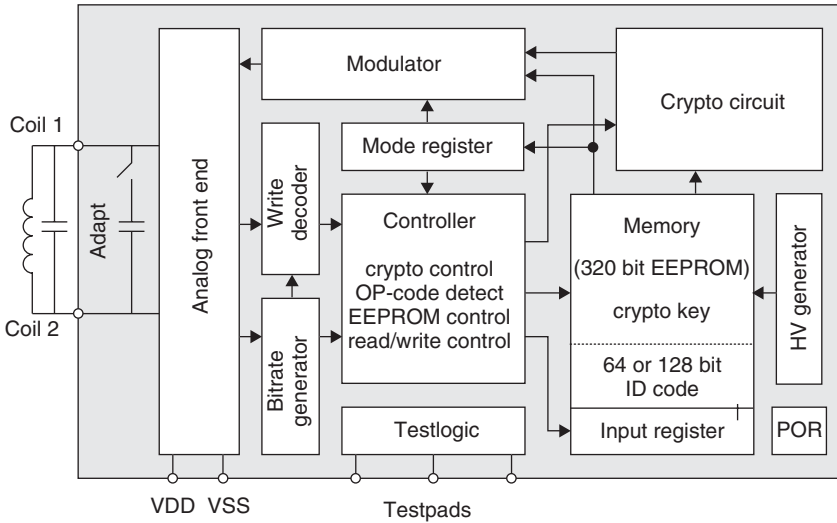 Modulator
Crypto circuit
Coil 1
Mode register
Adapt
Analog front end
Write
decoder
Controller
crypto control
OP-code detect
EEPROM control
read/write control
Memory
(320 bit EEPROM)
crypto key
64 or 128 bit
ID code
Input register
HV generator
Coil 2
Bitrate
generator
Testlogic
POR
VDD VSS
Testpads